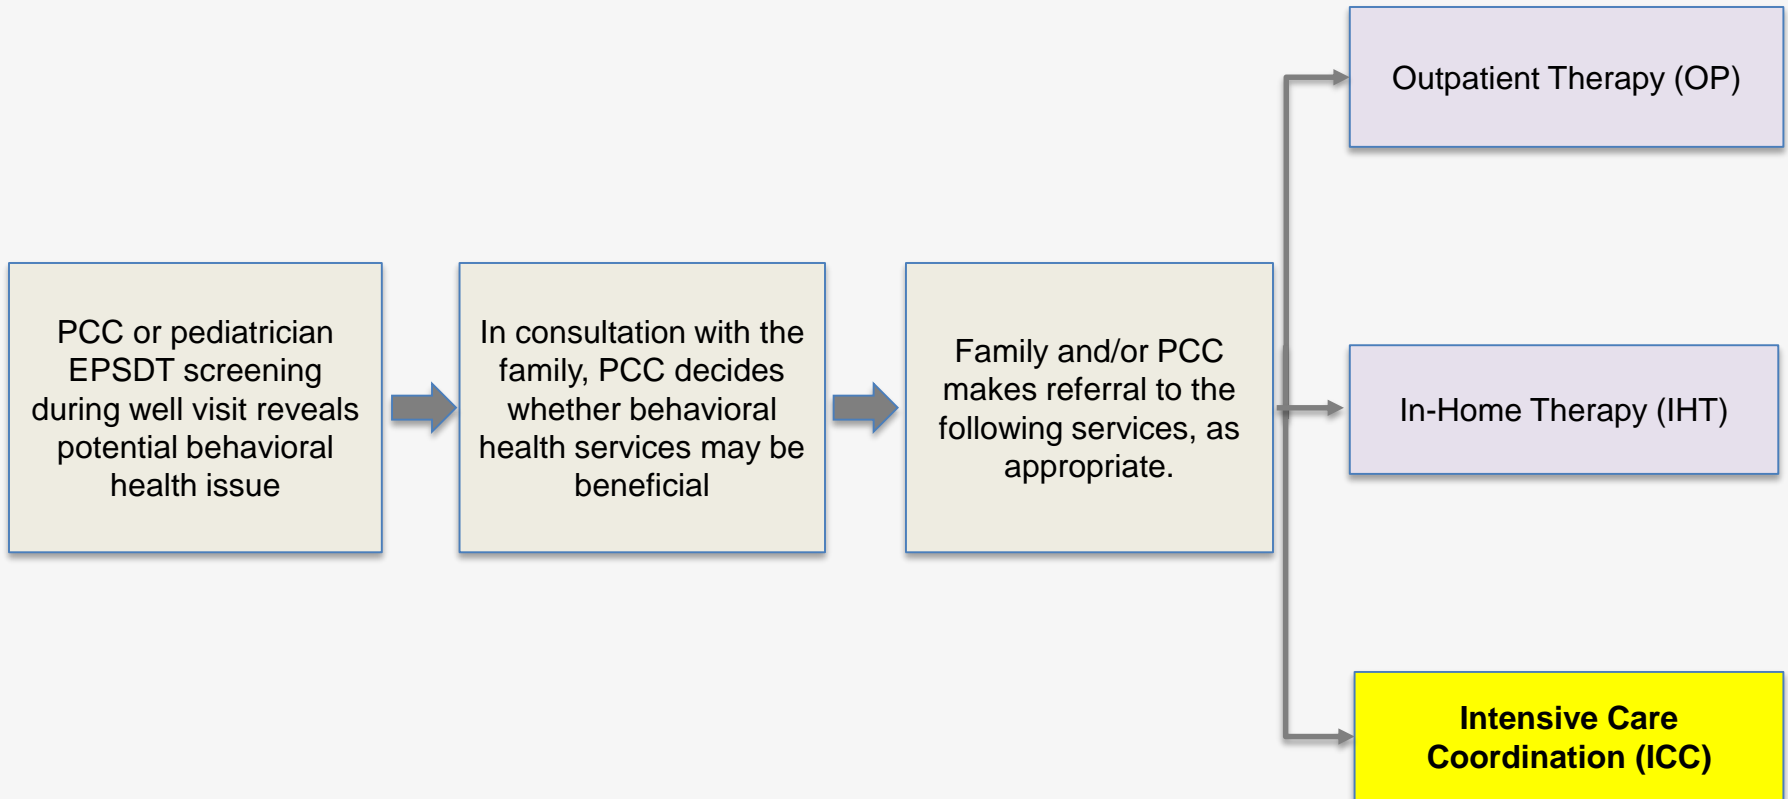 PCC or pediatrician
EPSDT screening
during well visit reveals
potential behavioral
health issue
In consultation with the
family, PCC decides
whether behavioral
health services may be
beneficial
Family and/or PCC
makes referral to the
following services, as
appropriate.
Outpatient Therapy (OP)
In-Home Therapy (IHT)
Intensive Care
Coordination (ICC)